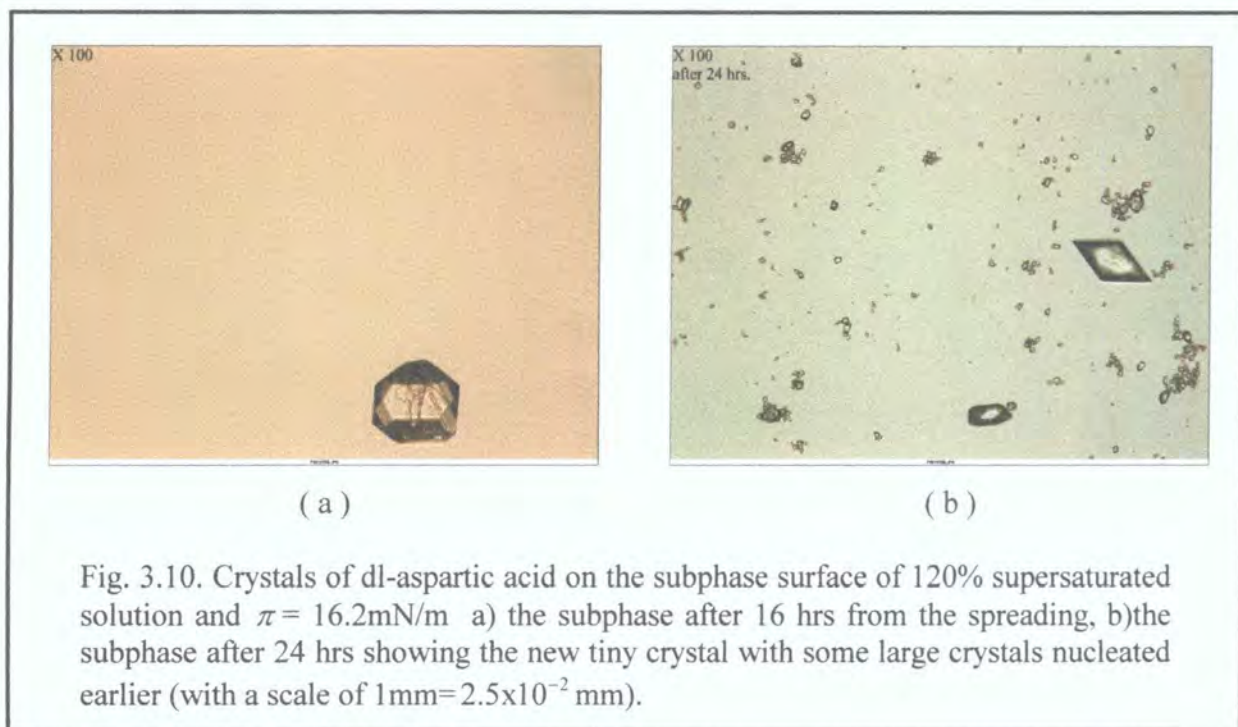 X 100
X 100
after 24 hrs.
( a )
( b )
Fig. 3.10. Crystals of dl-aspartic acid on the subphase surface of 120% supersaturated
solution and π = 16.2mN/m a) the subphase after 16 hrs from the spreading, b)the
subphase after 24 hrs showing the new tiny crystal with some large crystals nucleated
earlier (with a scale of 1mm=2.5x10⁻² mm).